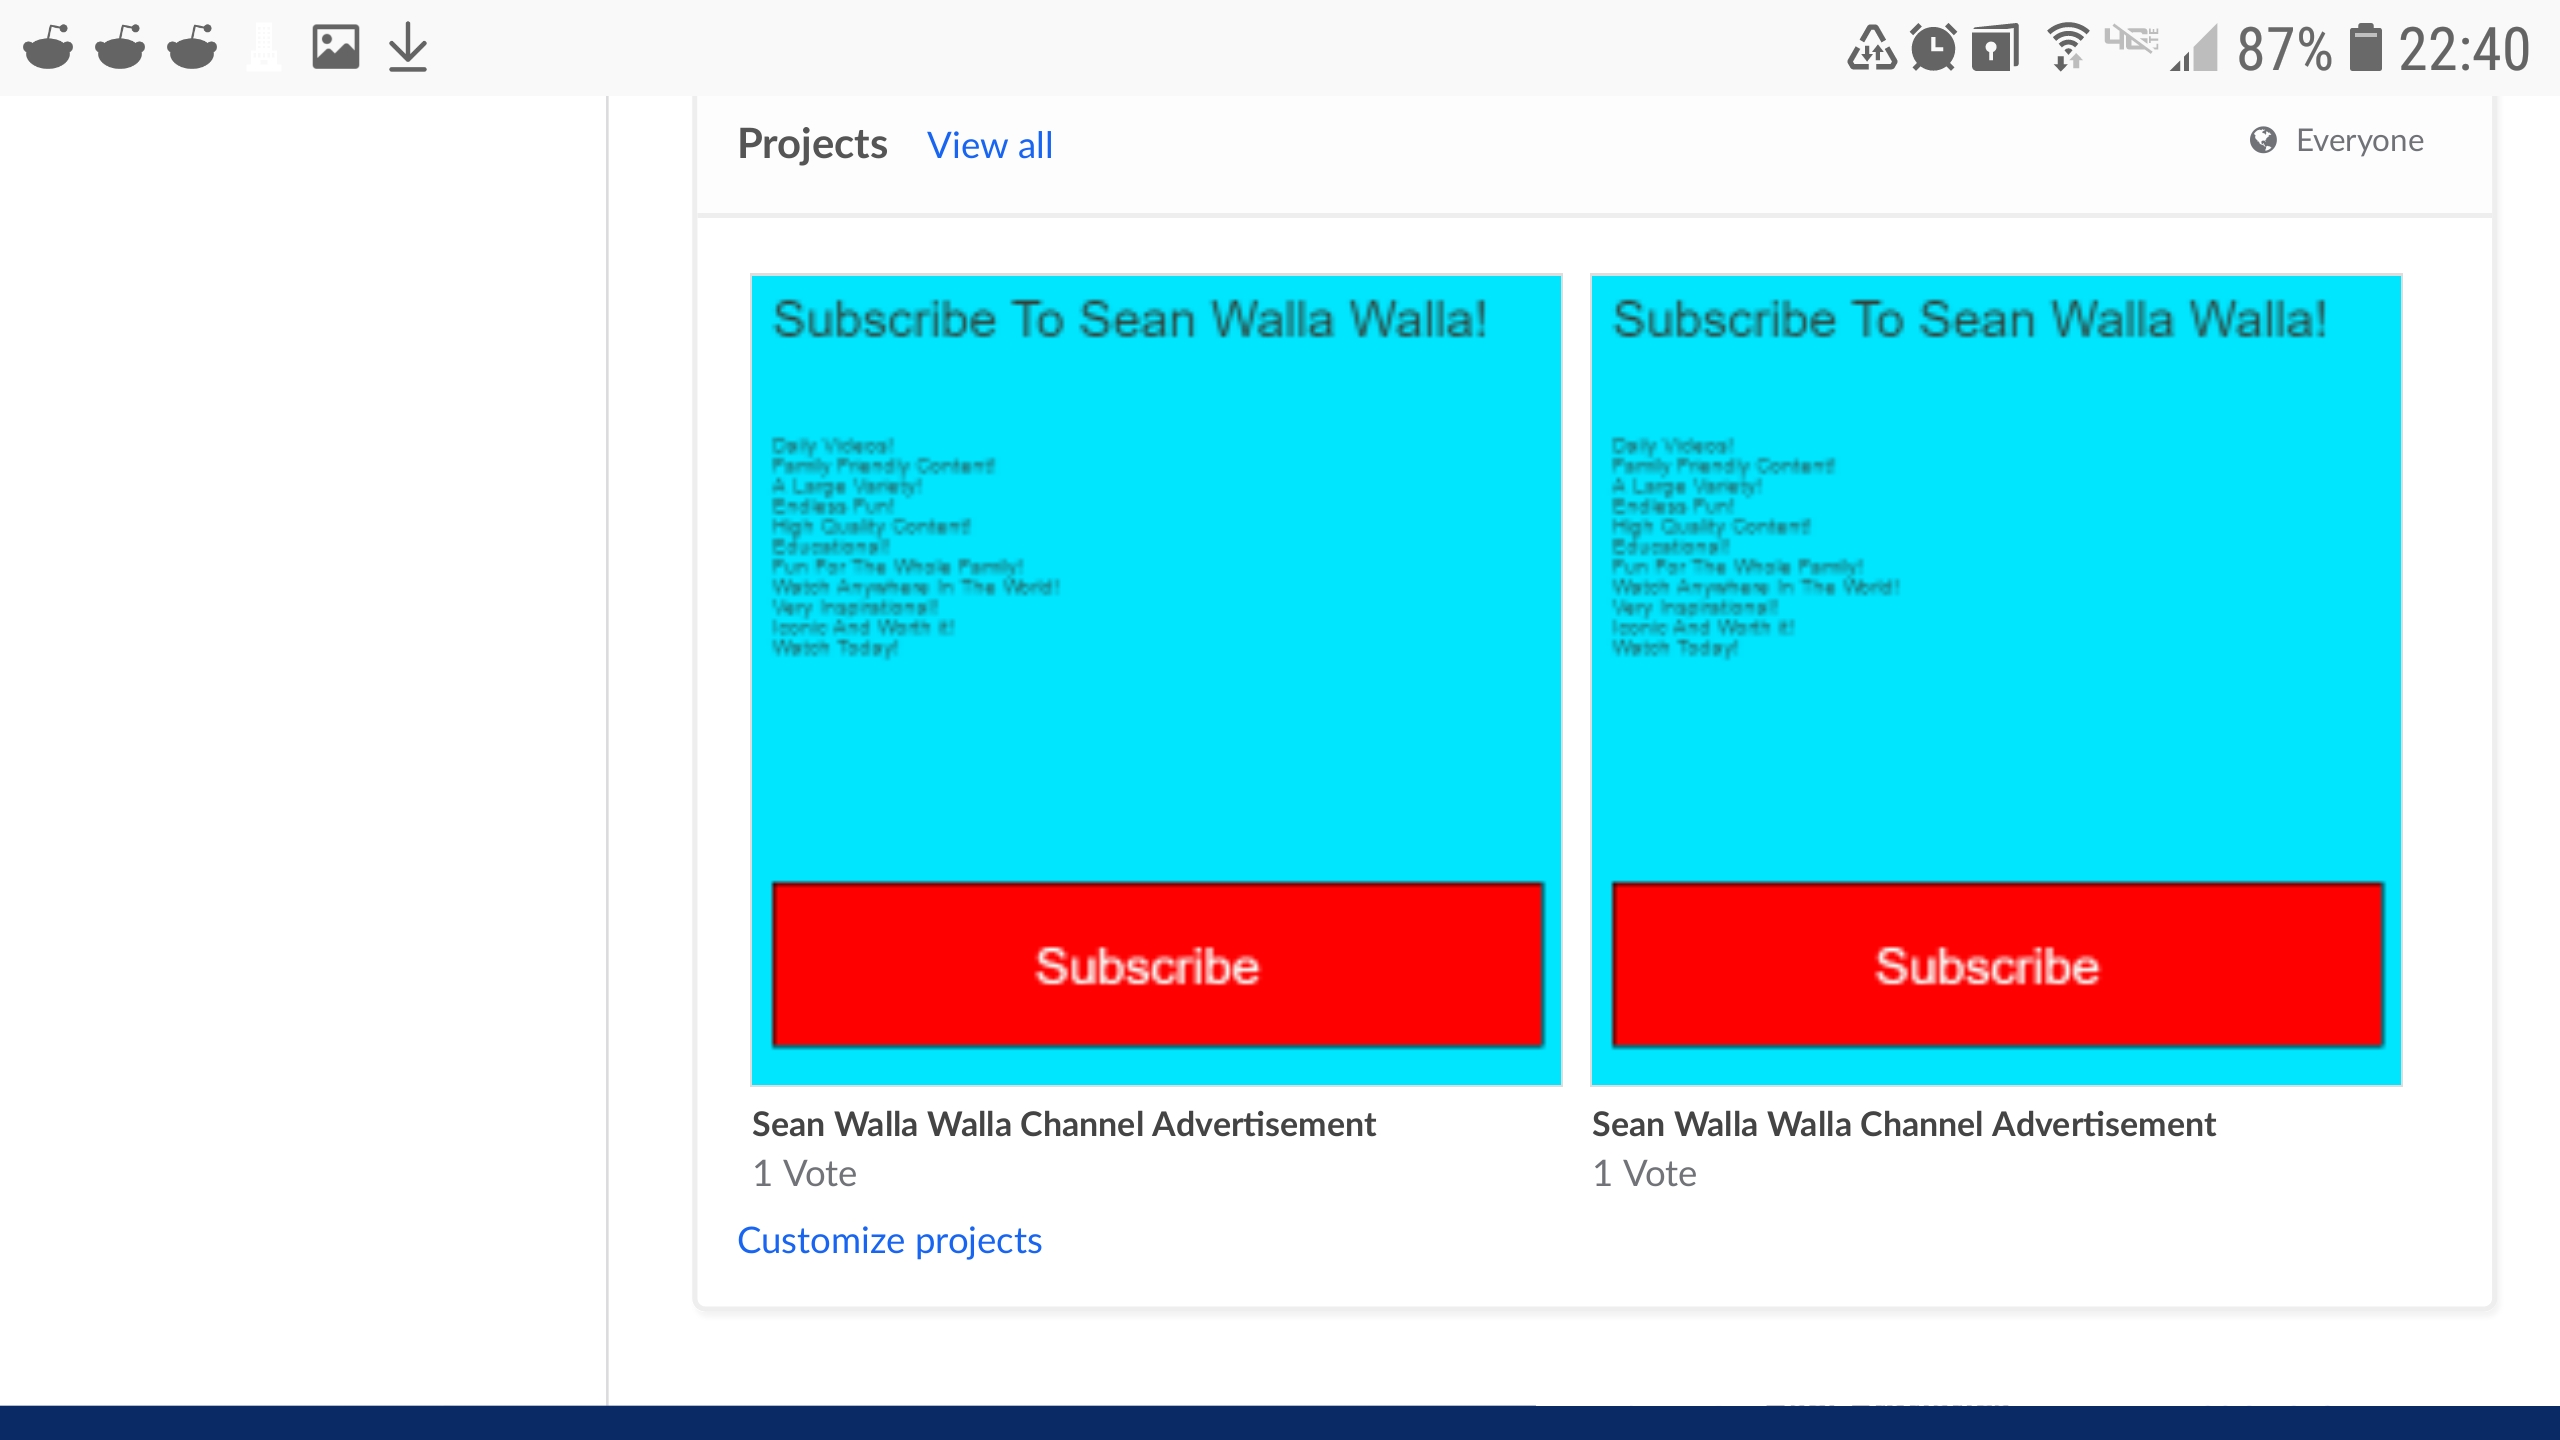 87% 22:40
Projects View all Everyone
Subscribe To Sean Walla Walla!
Daily Videos!
Family Friendly Content!
A Large Variety!
Endless Fun!
High Quality Content!
Educational!
Fun For The Whole Family!
Watch Anywhere In The World!
Very Inspirational!
Iconic And Worth it!
Watch Today!
Subscribe
Sean Walla Walla Channel Advertisement
1 Vote
Subscribe To Sean Walla Walla!
Daily Videos!
Family Friendly Content!
A Large Variety!
Endless Fun!
High Quality Content!
Educational!
Fun For The Whole Family!
Watch Anywhere In The World!
Very Inspirational!
Iconic And Worth it!
Watch Today!
Subscribe
Sean Walla Walla Channel Advertisement
1 Vote
Customize projects